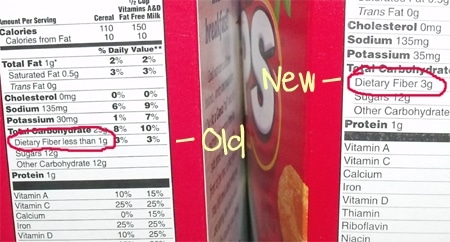 ½ Cup
Vitamins A&D
Amount Per Serving Cereal Fat Free Milk
Calories 110 150
Calories from Fat 10 10
% Daily Value**
Total Fat 1g* 2% 2%
Saturated Fat 0.5g 3% 3%
Trans Fat 0g
Cholesterol 0mg 0% 0%
Sodium 135mg 6% 9%
Potassium 30mg 1% 7%
Total Carbohydrate 25g 8% 10%
Dietary Fiber less than 1g 3% 3%
Sugars 12g
Other Carbohydrate 12g
Protein 1g
Vitamin A 10% 15%
Vitamin C 25% 25%
Calcium 0% 15%
Iron 25% 25%
Vitamin D 10% 25%
Old
S
New
Saturated Fat 0.5g
Trans Fat 0g
Cholesterol 0mg
Sodium 135mg
Potassium 35mg
Total Carbohydrate
Dietary Fiber 3g
Sugars 12g
Other Carbohydrate
Protein 1g
Vitamin A
Vitamin C
Calcium
Iron
Vitamin D
Thiamin
Riboflavin
Niacin